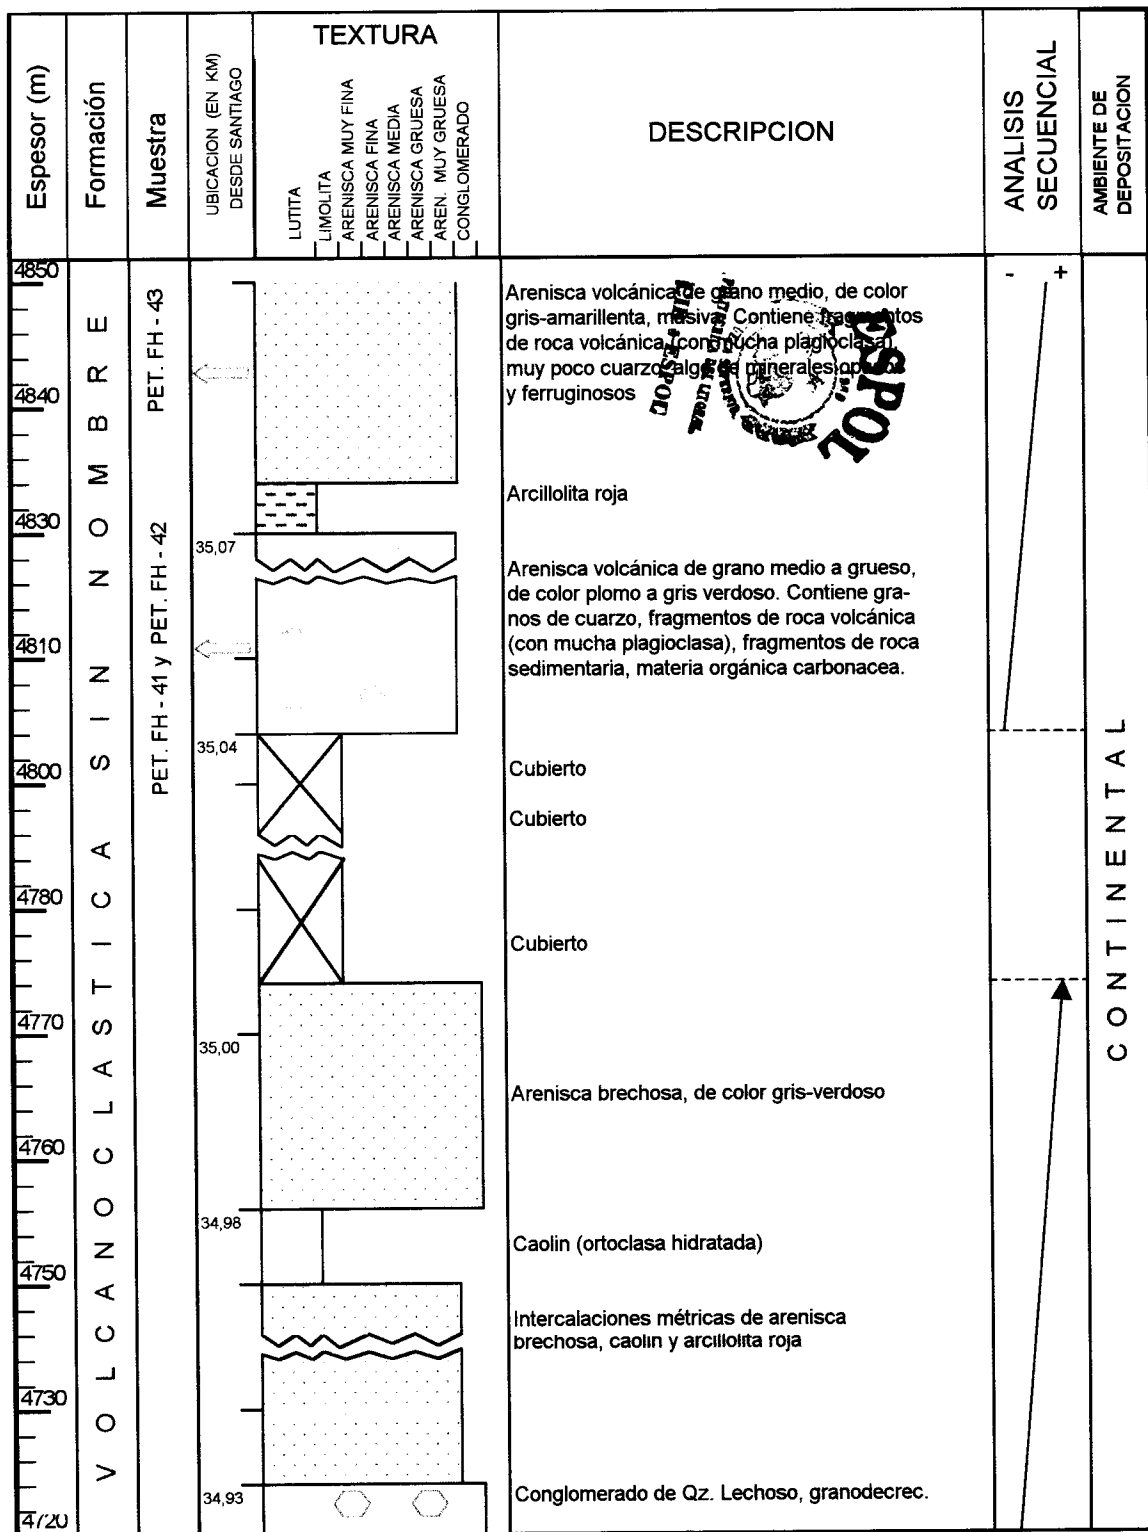 Espesor (m)
Formación
Muestra
UBICACION (EN KM)
DESDE SANTIAGO
TEXTURA
LUTITA
LIMOLITA
ARENISCA MUY FINA
ARENISCA FINA
ARENISCA MEDIA
ARENISCA GRUESA
AREN. MUY GRUESA
CONGLOMERADO
DESCRIPCION
ANALISIS
SECUENCIAL
AMBIENTE DE
DEPOSITACION
4850
4840
4830
4810
4800
4780
4770
4760
4750
4730
4720
VOLCANOCLASTICA SIN NOMBRE
PET. FH - 43
PET. FH - 41 y PET. FH - 42
35,07
35,04
35,00
34,98
34,93
Arenisca volcánica de grano medio, de color
gris-amarillenta, masiva. Contiene fragmentos
de roca volcánica (con mucha plagioclasa),
muy poco cuarzo, algo de minerales opacos
y ferruginosos
ESPOL
Arcillolita roja
Arenisca volcánica de grano medio a grueso,
de color plomo a gris verdoso. Contiene gra-
nos de cuarzo, fragmentos de roca volcánica
(con mucha plagioclasa), fragmentos de roca
sedimentaria, materia orgánica carbonacea.
Cubierto
Cubierto
Cubierto
Arenisca brechosa, de color gris-verdoso
Caolin (ortoclasa hidratada)
Intercalaciones métricas de arenisca
brechosa, caolin y arcillolita roja
Conglomerado de Qz. Lechoso, granodecrec.
- +
CONTINENTAL